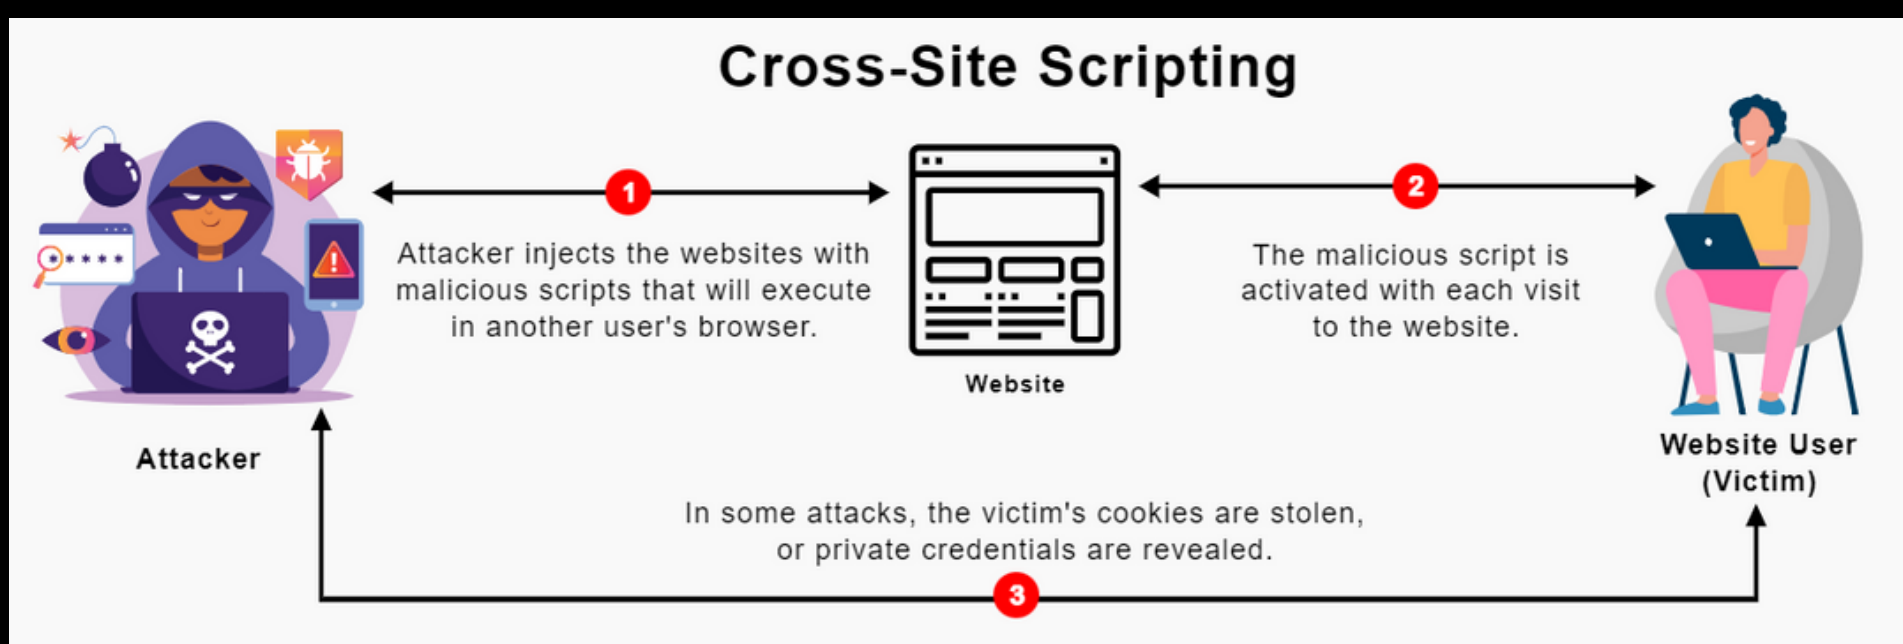 Cross-Site Scripting
1
Attacker injects the websites with
malicious scripts that will execute
in another user's browser.
Website
2
The malicious script is
activated with each visit
to the website.
Attacker
Website User
(Victim)
In some attacks, the victim's cookies are stolen,
or private credentials are revealed.
3